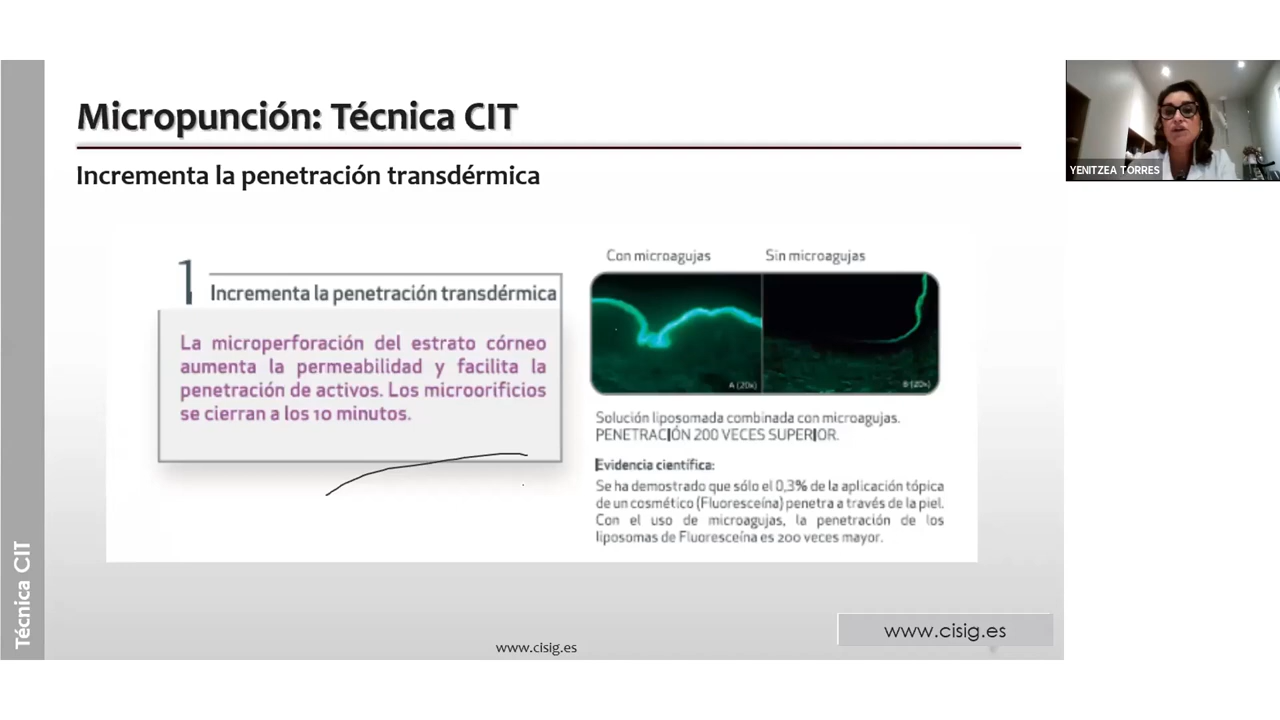 Micropunción: Técnica CIT
YENITZEA TORRES
Incrementa la penetración transdérmica
Con microagujas
Sin microagujas
1
Incrementa la penetración transdérmica
La microperforación del estrato córneo
aumenta la permeabilidad y facilita la
penetración de activos. Los microorificios
se cierran a los 10 minutos.
A (20x)
B (20x)
Solución liposomada combinada con microagujas.
PENETRACIÓN 200 VECES SUPERIOR.
Evidencia científica:
Se ha demostrado que sólo el 0,3% de la aplicación tópica
de un cosmético (Fluoresceína) penetra a través de la piel.
Con el uso de microagujas, la penetración de los
liposomas de Fluoresceína es 200 veces mayor.
Técnica CIT
www.cisig.es
www.cisig.es